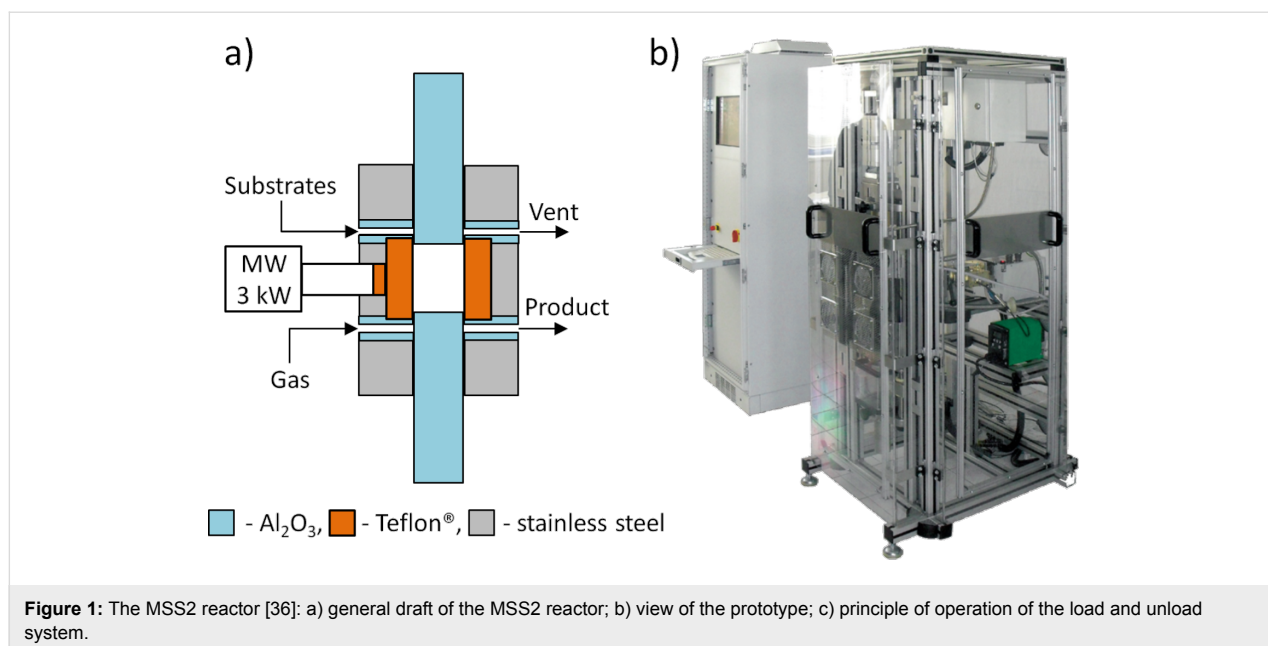 a)
b)
Substrates
Vent
MW
3 kW
Product
Gas
- Al₂O₃, - Teflon®, - stainless steel
Figure 1: The MSS2 reactor [36]: a) general draft of the MSS2 reactor; b) view of the prototype; c) principle of operation of the load and unload
system.